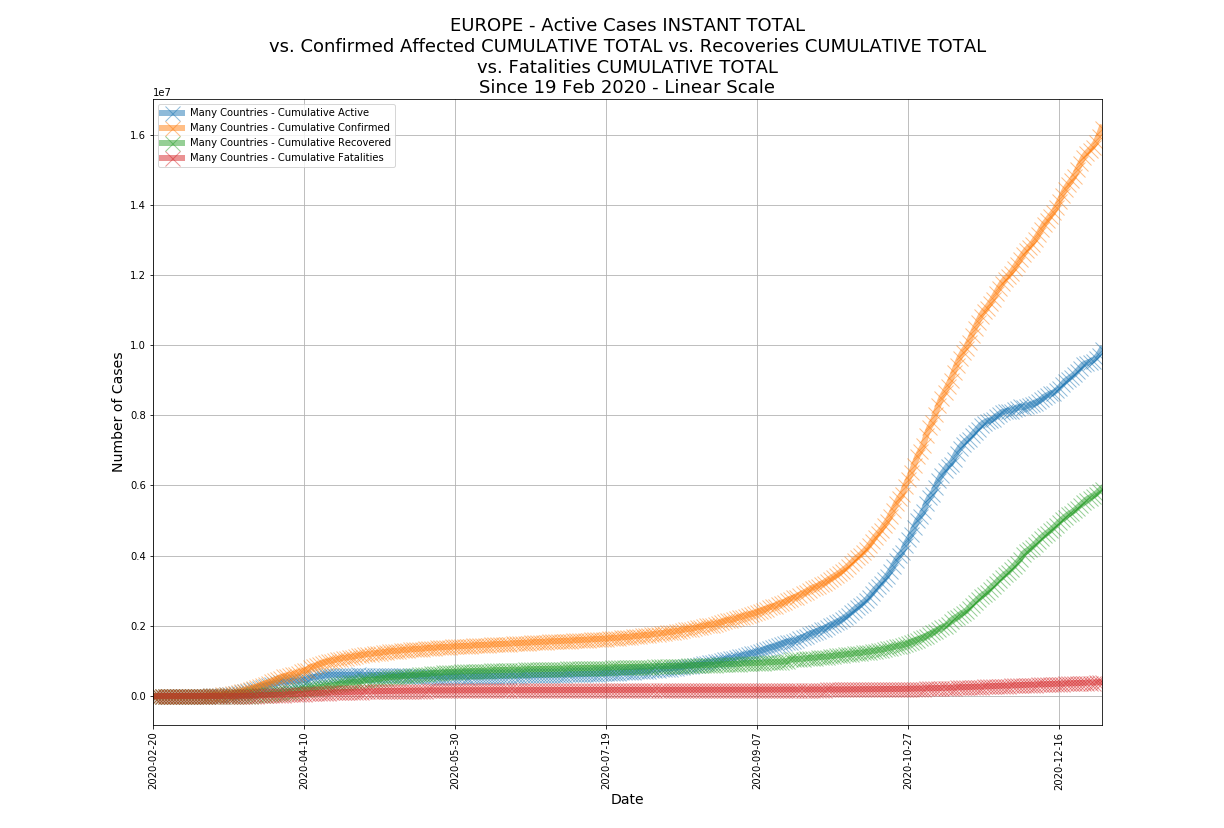 EUROPE - Active Cases INSTANT TOTAL
vs. Confirmed Affected CUMULATIVE TOTAL vs. Recoveries CUMULATIVE TOTAL
vs. Fatalities CUMULATIVE TOTAL
Since 19 Feb 2020 - Linear Scale
1e7
Many Countries - Cumulative Active
Many Countries - Cumulative Confirmed
Many Countries - Cumulative Recovered
Many Countries - Cumulative Fatalities
1.6
1.4
1.2
1.0
0.8
0.6
0.4
0.2
0.0
Number of Cases
2020-02-20
2020-04-10
2020-05-30
2020-07-19
2020-09-07
2020-10-27
2020-12-16
Date